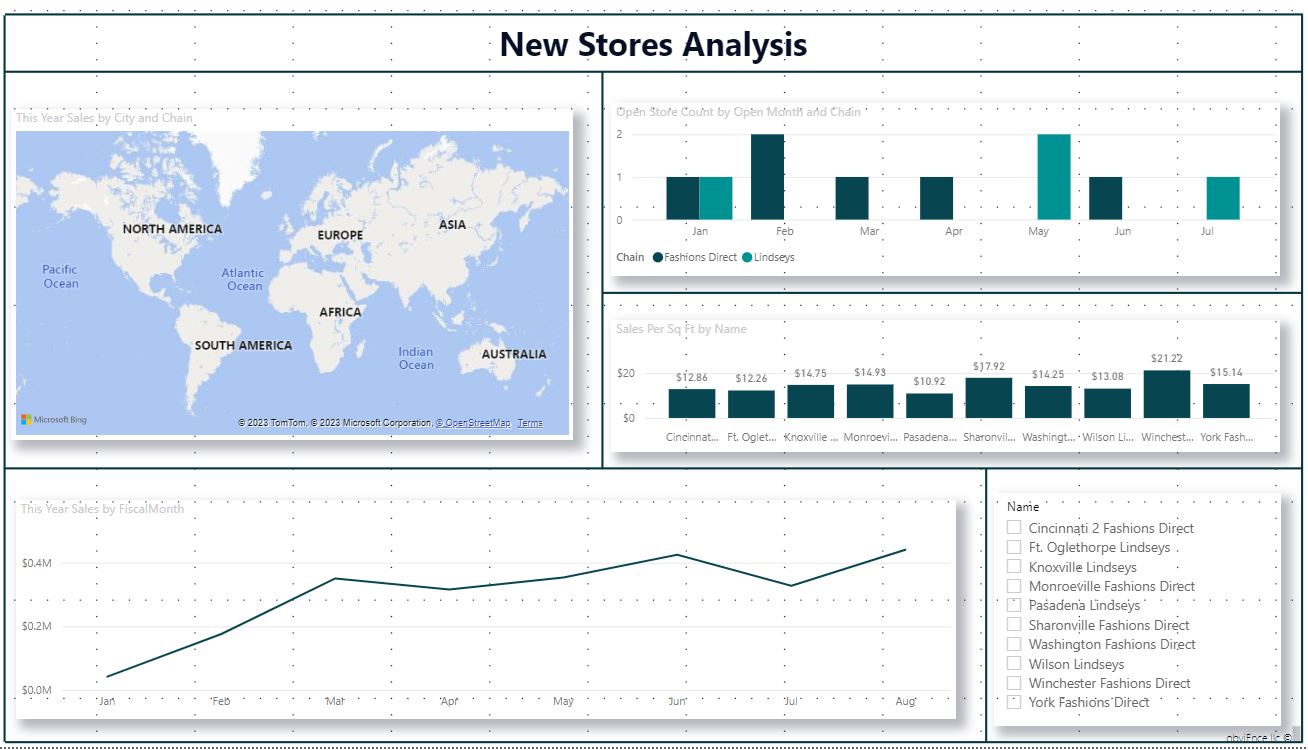 New Stores Analysis
This Year Sales by City and Chain
NORTH AMERICA
EUROPE
ASIA
Pacific
Ocean
Atlantic
Ocean
AFRICA
SOUTH AMERICA
Indian
Ocean
AUSTRALIA
Microsoft Bing
© 2023 TomTom, © 2023 Microsoft Corporation, © OpenStreetMap Terms
Open Store Count by Open Month and Chain
2
1
0
Jan Feb Mar Apr May Jun Jul
Chain Fashions Direct Lindseys
Sales Per Sq Ft by Name
$20
$0
$12.86 $12.26 $14.75 $14.93 $10.92 $17.92 $14.25 $13.08 $21.22 $15.14
Cincinnat... Ft. Oglet... Knoxville ... Monroevi... Pasadena... Sharonvil... Washingt... Wilson Li... Winchest... York Fash...
This Year Sales by FiscalMonth
$0.4M
$0.2M
$0.0M
Jan Feb Mar Apr May Jun Jul Aug
Name
Cincinnati 2 Fashions Direct
Ft. Oglethorpe Lindseys
Knoxville Lindseys
Monroeville Fashions Direct
Pasadena Lindseys
Sharonville Fashions Direct
Washington Fashions Direct
Wilson Lindseys
Winchester Fashions Direct
York Fashions Direct
obviEnce llc ©